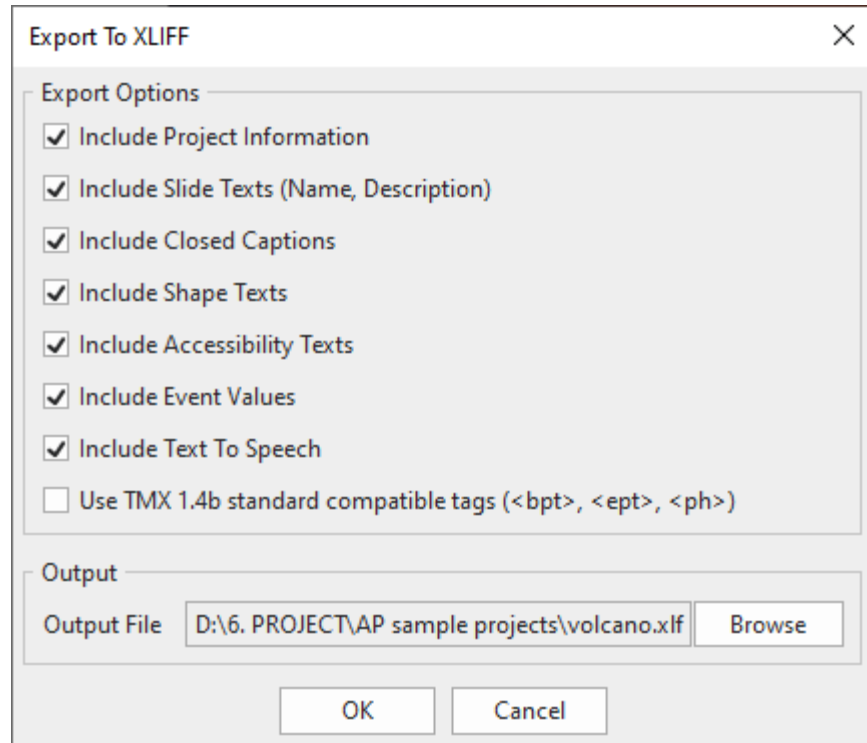 Export To XLIFF
Export Options
Include Project Information
Include Slide Texts (Name, Description)
Include Closed Captions
Include Shape Texts
Include Accessibility Texts
Include Event Values
Include Text To Speech
Use TMX 1.4b standard compatible tags (<bpt>, <ept>, <ph>)
Output
Output File D:\6. PROJECT\AP sample projects\volcano.xlf Browse
OK Cancel